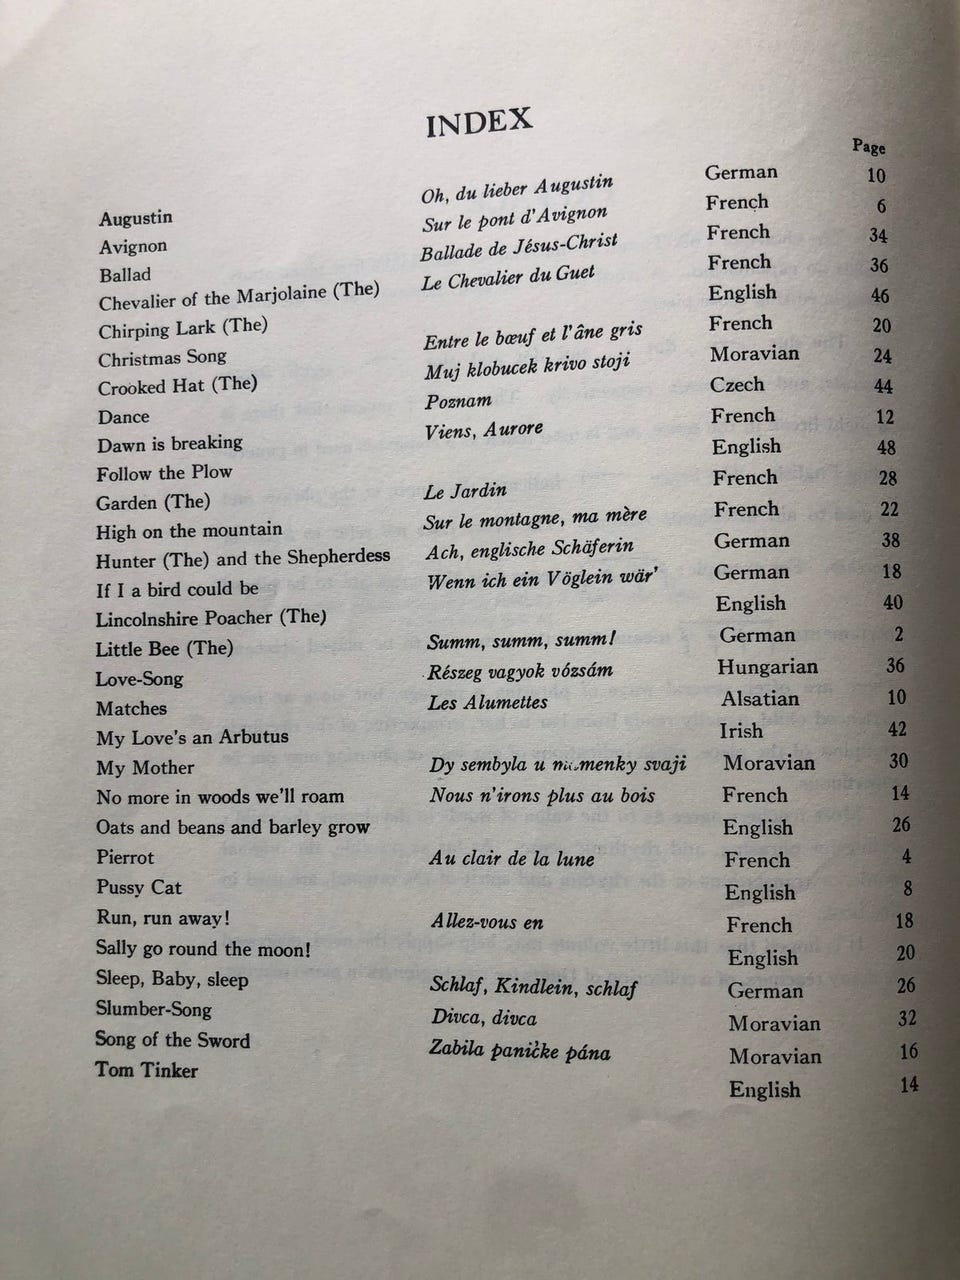 INDEX
Page
Augustin Oh, du lieber Augustin German 10
Avignon Sur le pont d'Avignon French 6
Ballad Ballade de Jésus-Christ French 34
Chevalier of the Marjolaine (The) Le Chevalier du Guet French 36
Chirping Lark (The) English 46
Christmas Song Entre le bœuf et l'âne gris French 20
Crooked Hat (The) Muj klobucek krivo stoji Moravian 24
Dance Poznam Czech 44
Dawn is breaking Viens, Aurore French 12
Follow the Plow English 48
Garden (The) Le Jardin French 28
High on the mountain Sur le montagne, ma mère French 22
Hunter (The) and the Shepherdess Ach, englische Schäferin German 38
If I a bird could be Wenn ich ein Vöglein wär' German 18
Lincolnshire Poacher (The) English 40
Little Bee (The) Summ, summ, summ! German 2
Love-Song Részeg vagyok vózsám Hungarian 36
Matches Les Alumettes Alsatian 10
My Love's an Arbutus Irish 42
My Mother Dy sembyla u svaji Moravian 30
No more in woods we'll roam Nous n'irons plus au bois French 14
Oats and beans and barley grow English 26
Pierrot Au clair de la lune French 4
Pussy Cat English 8
Run, run away! Allez-vous en French 18
Sally go round the moon! English 20
Sleep, Baby, sleep Schlaf, Kindlein, schlaf German 26
Slumber-Song Divca, divca Moravian 32
Song of the Sword Zabila paničke pána Moravian 16
Tom Tinker English 14